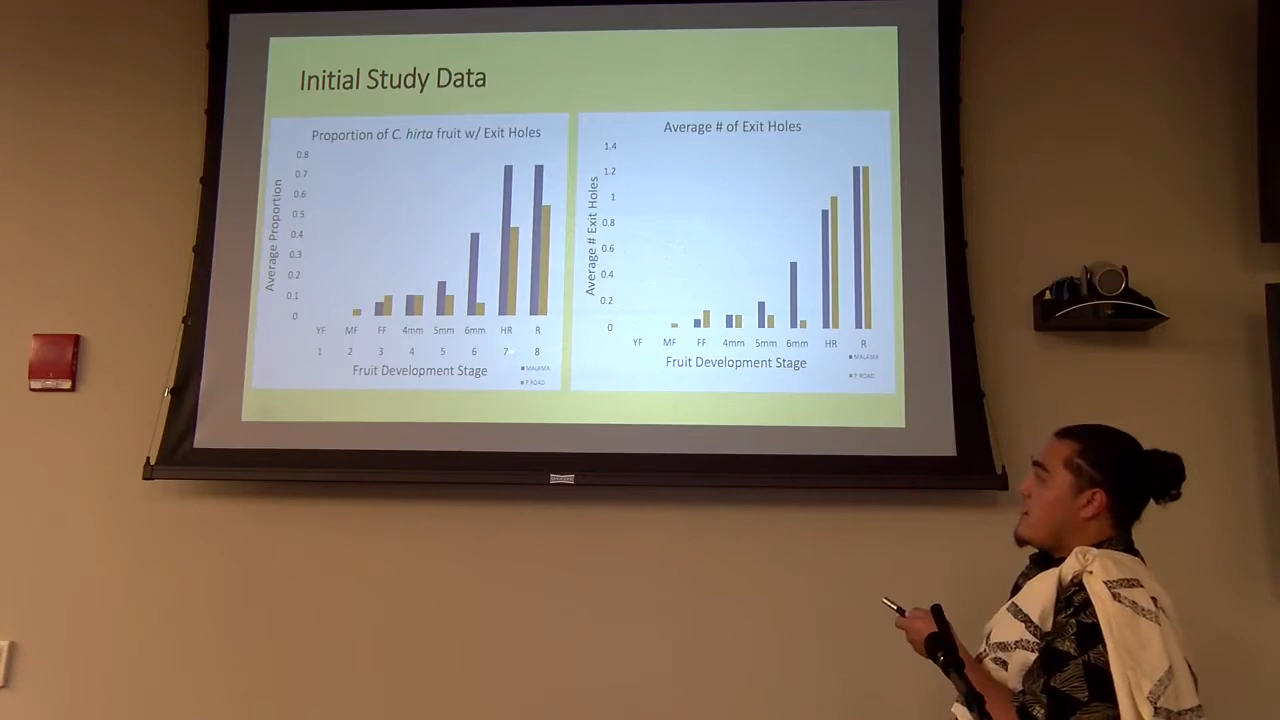 Initial Study Data
Proportion of C. hirta fruit w/ Exit Holes
Average Proportion
0.8
0.7
0.6
0.5
0.4
0.3
0.2
0.1
0
YF MF FF 4mm 5mm 6mm HR R
1 2 3 4 5 6 7 8
Fruit Development Stage
MALAMA
P ROAD
Average # of Exit Holes
Average # Exit Holes
1.4
1.2
1
0.8
0.6
0.4
0.2
0
YF MF FF 4mm 5mm 6mm HR R
Fruit Development Stage
MALAMA
P ROAD